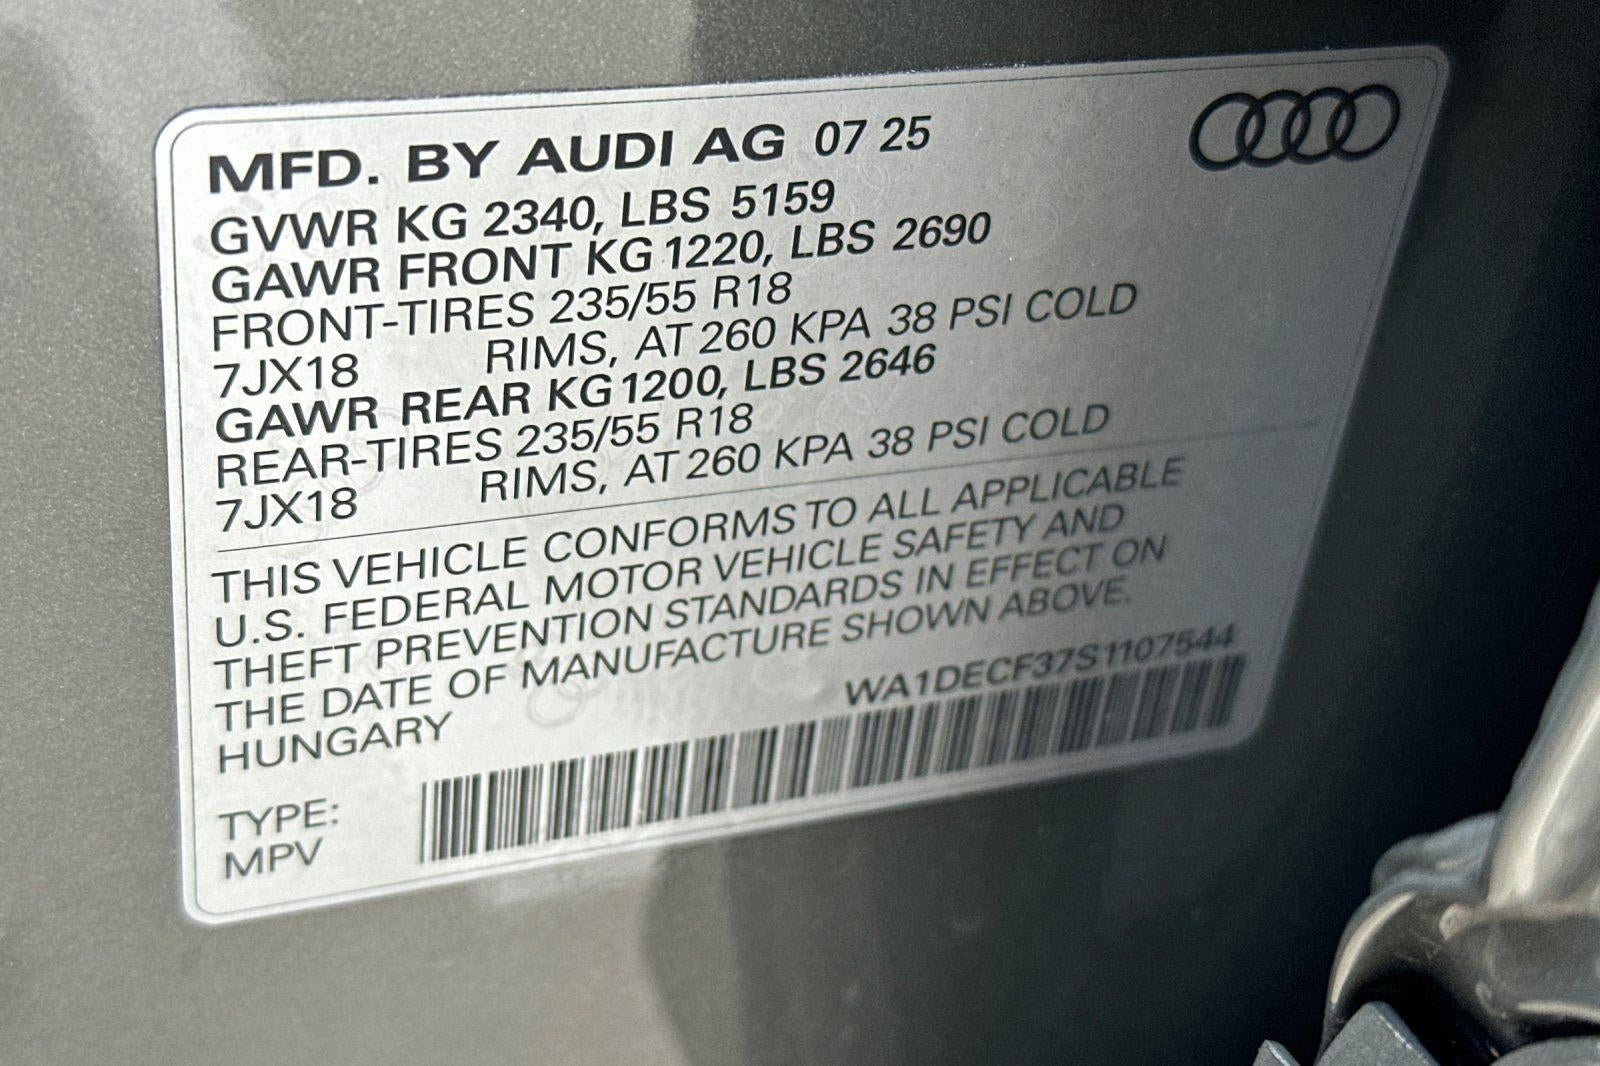 MFD. BY AUDI AG 07 25
GVWR KG 2340, LBS 5159
GAWR FRONT KG 1220, LBS 2690
FRONT-TIRES 235/55 R18
7JX18 RIMS, AT 260 KPA 38 PSI COLD
GAWR REAR KG 1200, LBS 2646
REAR-TIRES 235/55 R18
7JX18 RIMS, AT 260 KPA 38 PSI COLD
THIS VEHICLE CONFORMS TO ALL APPLICABLE
U.S. FEDERAL MOTOR VEHICLE SAFETY AND
THEFT PREVENTION STANDARDS IN EFFECT ON
THE DATE OF MANUFACTURE SHOWN ABOVE.
HUNGARY
WA1DECF37S1107544
TYPE:
MPV